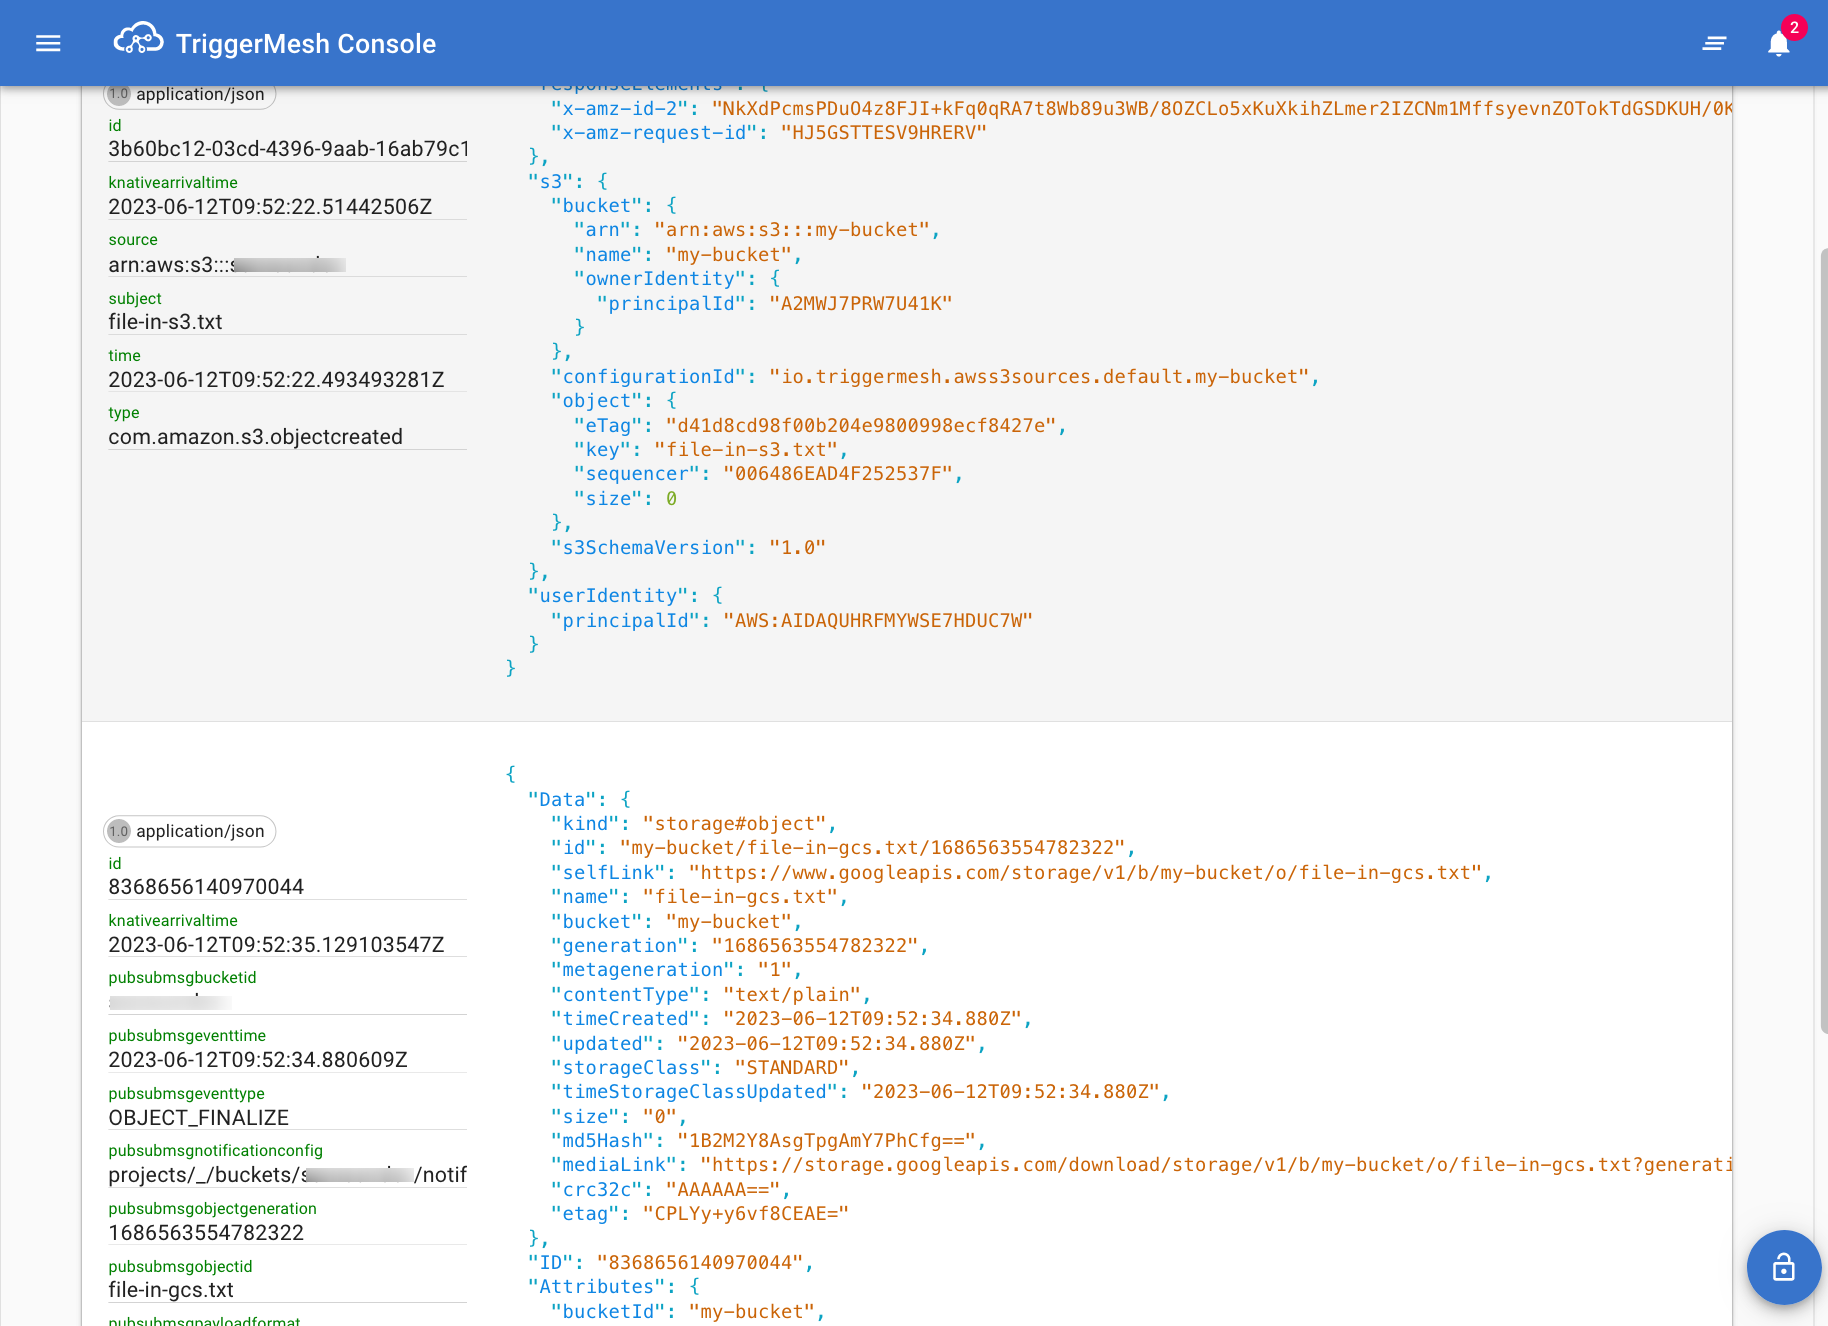 TriggerMesh Console
2
1.0 application/json
id
3b60bc12-03cd-4396-9aab-16ab79c1
knativearrivaltime
2023-06-12T09:52:22.51442506Z
source
arn:aws:s3:::s
subject
file-in-s3.txt
time
2023-06-12T09:52:22.493493281Z
type
com.amazon.s3.objectcreated
"responseElements": {
"x-amz-id-2": "NkXdPcmsPDuO4z8FJI+kFq0qRA7t8Wb89u3WB/8OZCLo5xKuXkihZLmer2IZCNm1MffsyevnZOTokTdGSDKUH/0K
"x-amz-request-id": "HJ5GSTTESV9HRERV"
},
"s3": {
"bucket": {
"arn": "arn:aws:s3:::my-bucket",
"name": "my-bucket",
"ownerIdentity": {
"principalId": "A2MWJ7PRW7U41K"
}
},
"configurationId": "io.triggermesh.awss3sources.default.my-bucket",
"object": {
"eTag": "d41d8cd98f00b204e9800998ecf8427e",
"key": "file-in-s3.txt",
"sequencer": "006486EAD4F252537F",
"size": 0
},
"s3SchemaVersion": "1.0"
},
"userIdentity": {
"principalId": "AWS:AIDAQUHRFMYWSE7HDUC7W"
}
}
1.0 application/json
id
8368656140970044
knativearrivaltime
2023-06-12T09:52:35.129103547Z
pubsubmsgbucketid
pubsubmsgeventtime
2023-06-12T09:52:34.880609Z
pubsubmsgeventtype
OBJECT_FINALIZE
pubsubmsgnotificationconfig
projects/_/buckets/s /notif
pubsubmsgobjectgeneration
1686563554782322
pubsubmsgobjectid
file-in-gcs.txt
pubsubmsgpayloadformat
{
"Data": {
"kind": "storage#object",
"id": "my-bucket/file-in-gcs.txt/1686563554782322",
"selfLink": "https://www.googleapis.com/storage/v1/b/my-bucket/o/file-in-gcs.txt",
"name": "file-in-gcs.txt",
"bucket": "my-bucket",
"generation": "1686563554782322",
"metageneration": "1",
"contentType": "text/plain",
"timeCreated": "2023-06-12T09:52:34.880Z",
"updated": "2023-06-12T09:52:34.880Z",
"storageClass": "STANDARD",
"timeStorageClassUpdated": "2023-06-12T09:52:34.880Z",
"size": "0",
"md5Hash": "1B2M2Y8AsgTpgAmY7PhCfg==",
"mediaLink": "https://storage.googleapis.com/download/storage/v1/b/my-bucket/o/file-in-gcs.txt?generati
"crc32c": "AAAAAA==",
"etag": "CPLYy+y6vf8CEAE="
},
"ID": "8368656140970044",
"Attributes": {
"bucketId": "my-bucket",